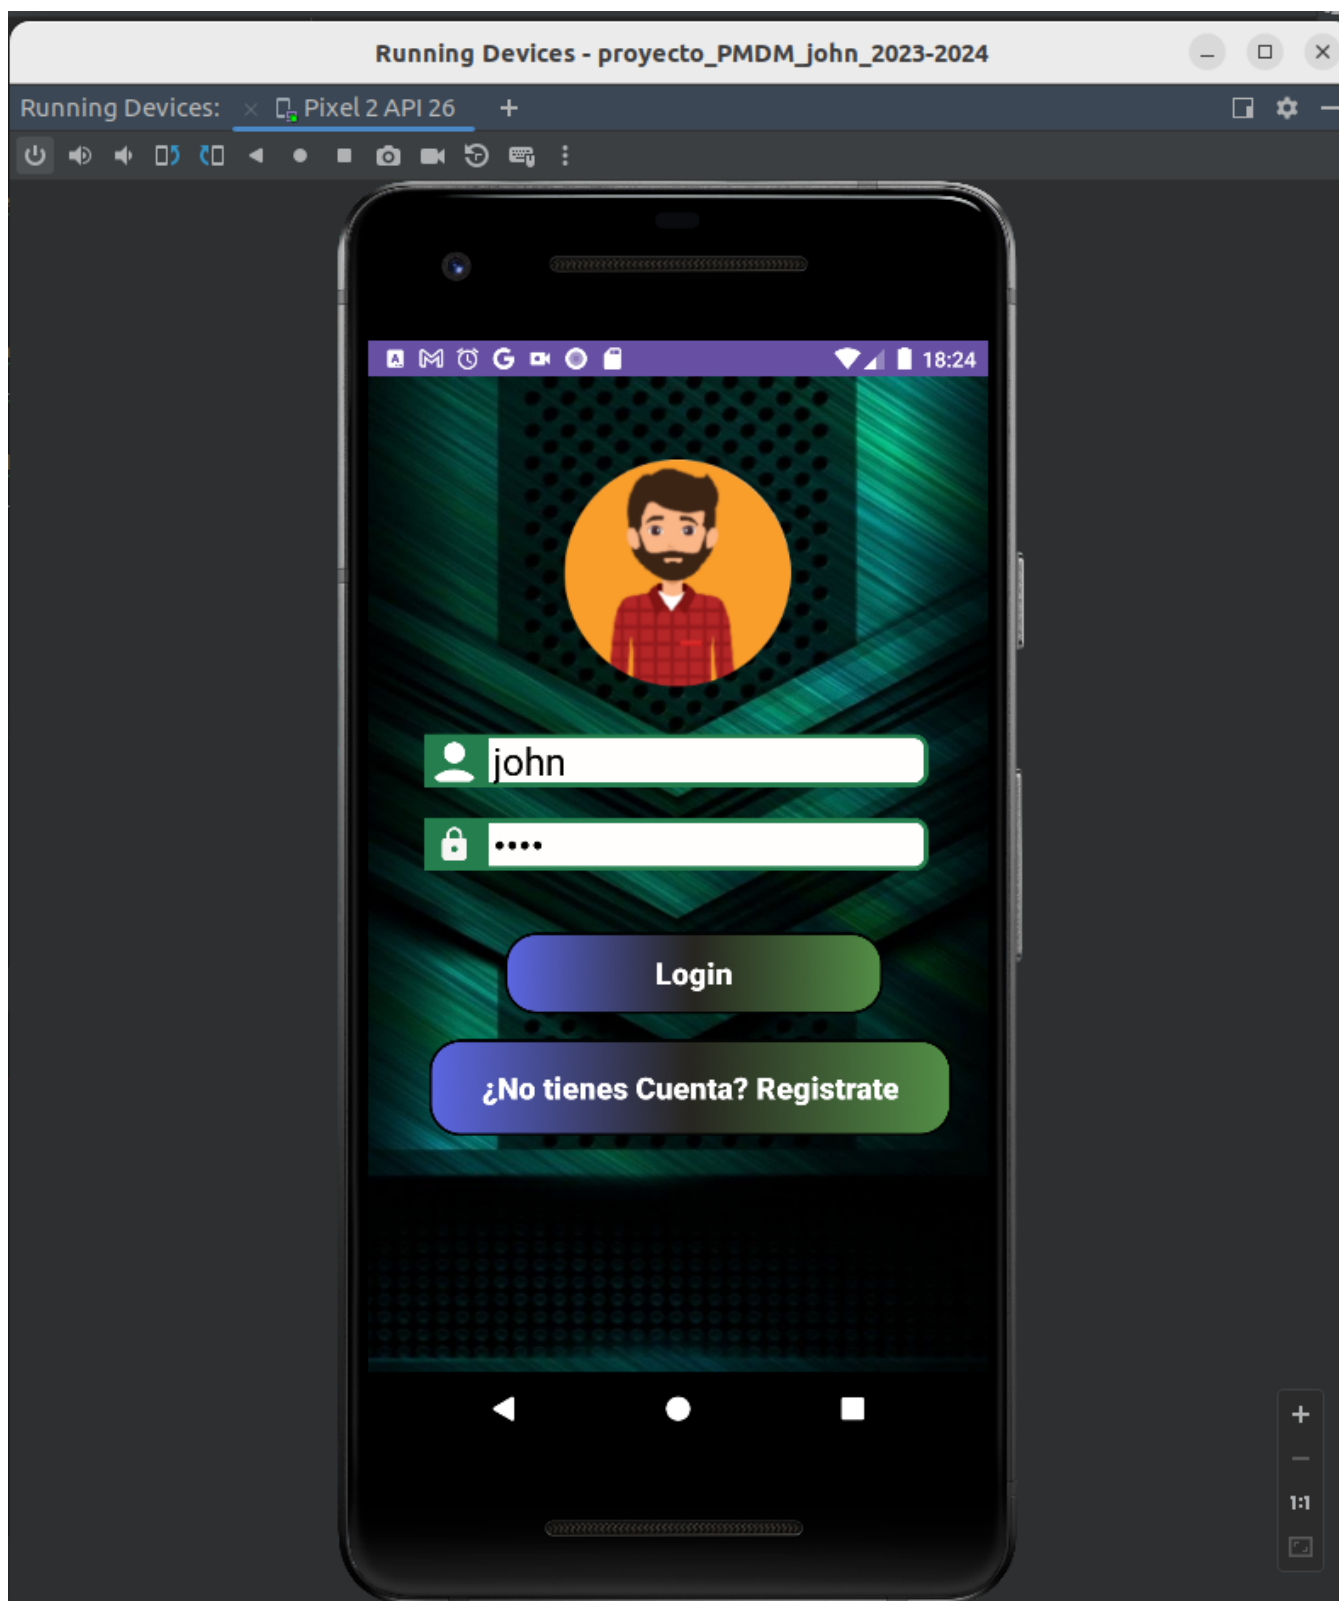 Running Devices - proyecto_PMDM_john_2023-2024
Running Devices: Pixel 2 API 26
18:24
john
••••
Login
¿No tienes Cuenta? Registrate
1:1